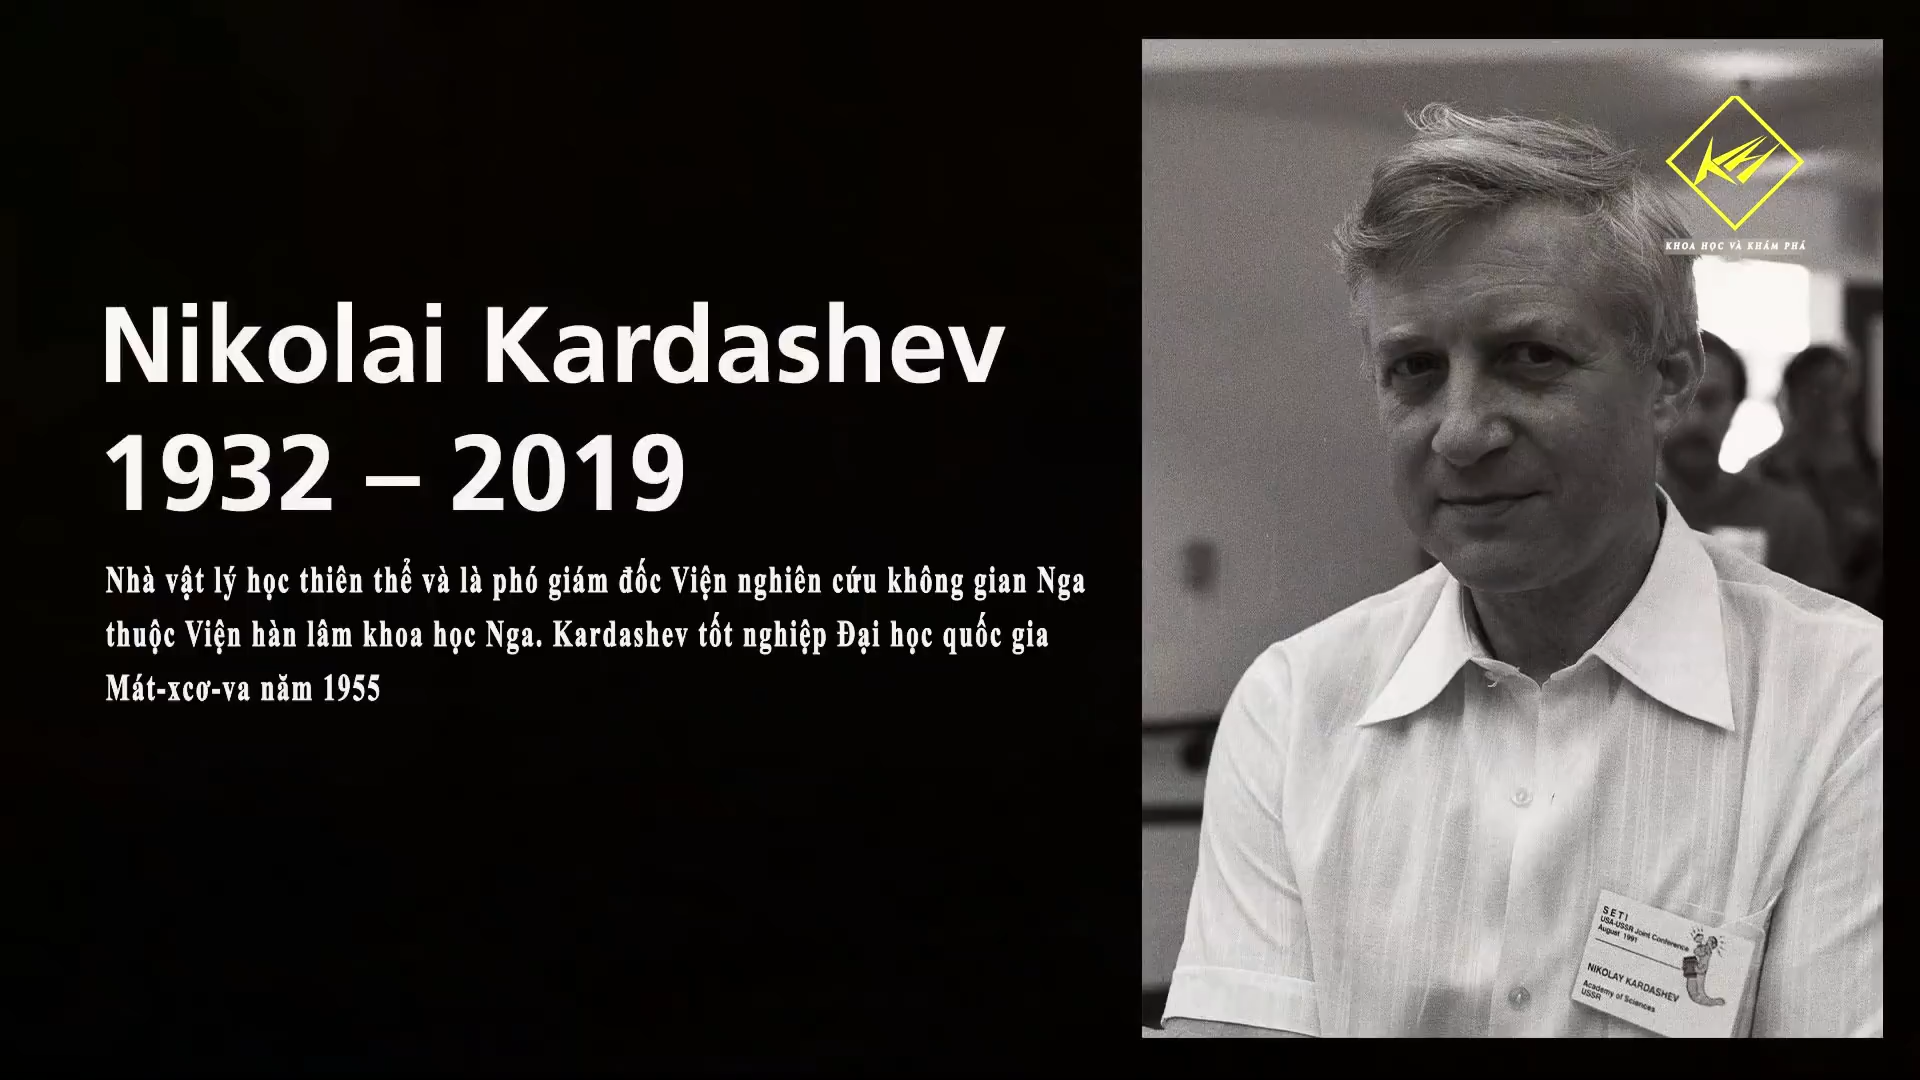 Nikolai Kardashev
1932 – 2019
Nhà vật lý học thiên thể và là phó giám đốc Viện nghiên cứu không gian Nga
thuộc Viện hàn lâm khoa học Nga. Kardashev tốt nghiệp Đại học quốc gia
Mát-xcơ-va năm 1955
KHOA HỌC VÀ KHÁM PHÁ
SETI
USA-USSR Joint Conference
August 1991
NIKOLAY KARDASHEV
Academy of Sciences
USSR